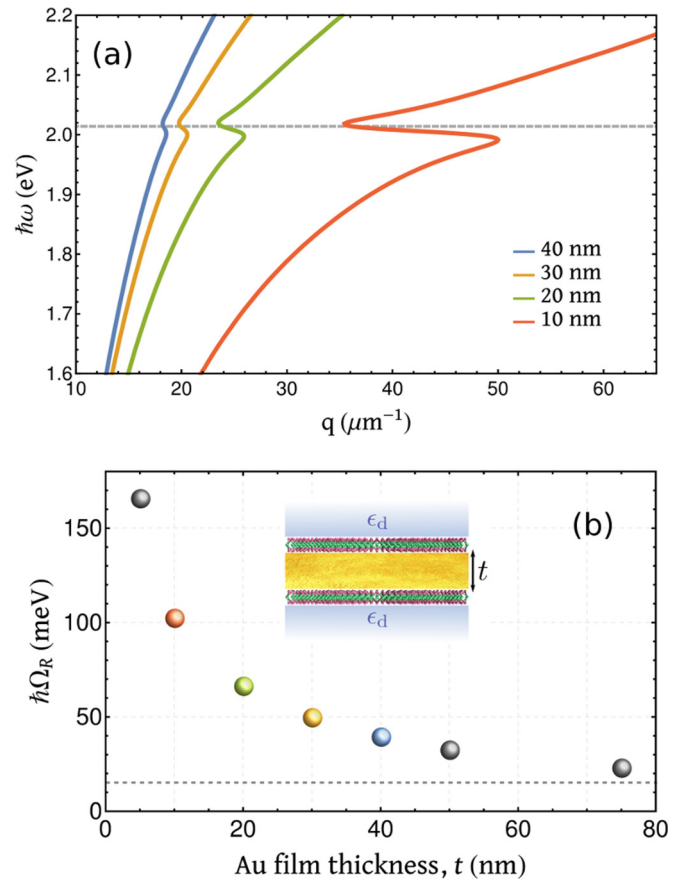 (a)
2.2
2.1
2.0
1.9
1.8
1.7
1.6
ħω (eV)
40 nm
30 nm
20 nm
10 nm
10 20 30 40 50 60
q (μm⁻¹)
(b)
150
100
50
0
ħΩ_R (meV)
ϵ_d
t
ϵ_d
0 20 40 60 80
Au film thickness, t (nm)